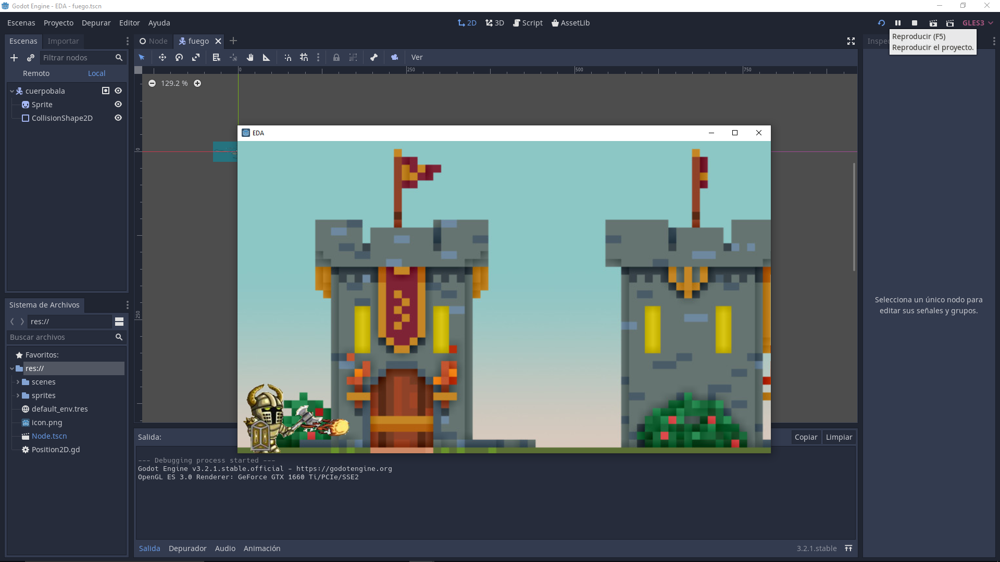 Godot Engine - EDA - fuego.tscn
Escenas Proyecto Depurar Editor Ayuda
2D 3D Script AssetLib
GLES3
Escenas Importar
Node fuego
Reproducir (F5)
Reproducir el proyecto.
Filtrar nodos
Ver
Remoto Local
0 250 500 750
129.2 %
cuerpobala
Sprite
CollisionShape2D
EDA
0
250
Sistema de Archivos
res://
Buscar archivos
Favoritos:
res://
scenes
sprites
default_env.tres
icon.png
Node.tscn
Position2D.gd
Selecciona un único nodo para
editar sus señales y grupos.
Salida:
Copiar Limpiar
--- Debugging process started ---
Godot Engine v3.2.1.stable.official - https://godotengine.org
OpenGL ES 3.0 Renderer: GeForce GTX 1660 Ti/PCIe/SSE2
Salida Depurador Audio Animación
3.2.1.stable